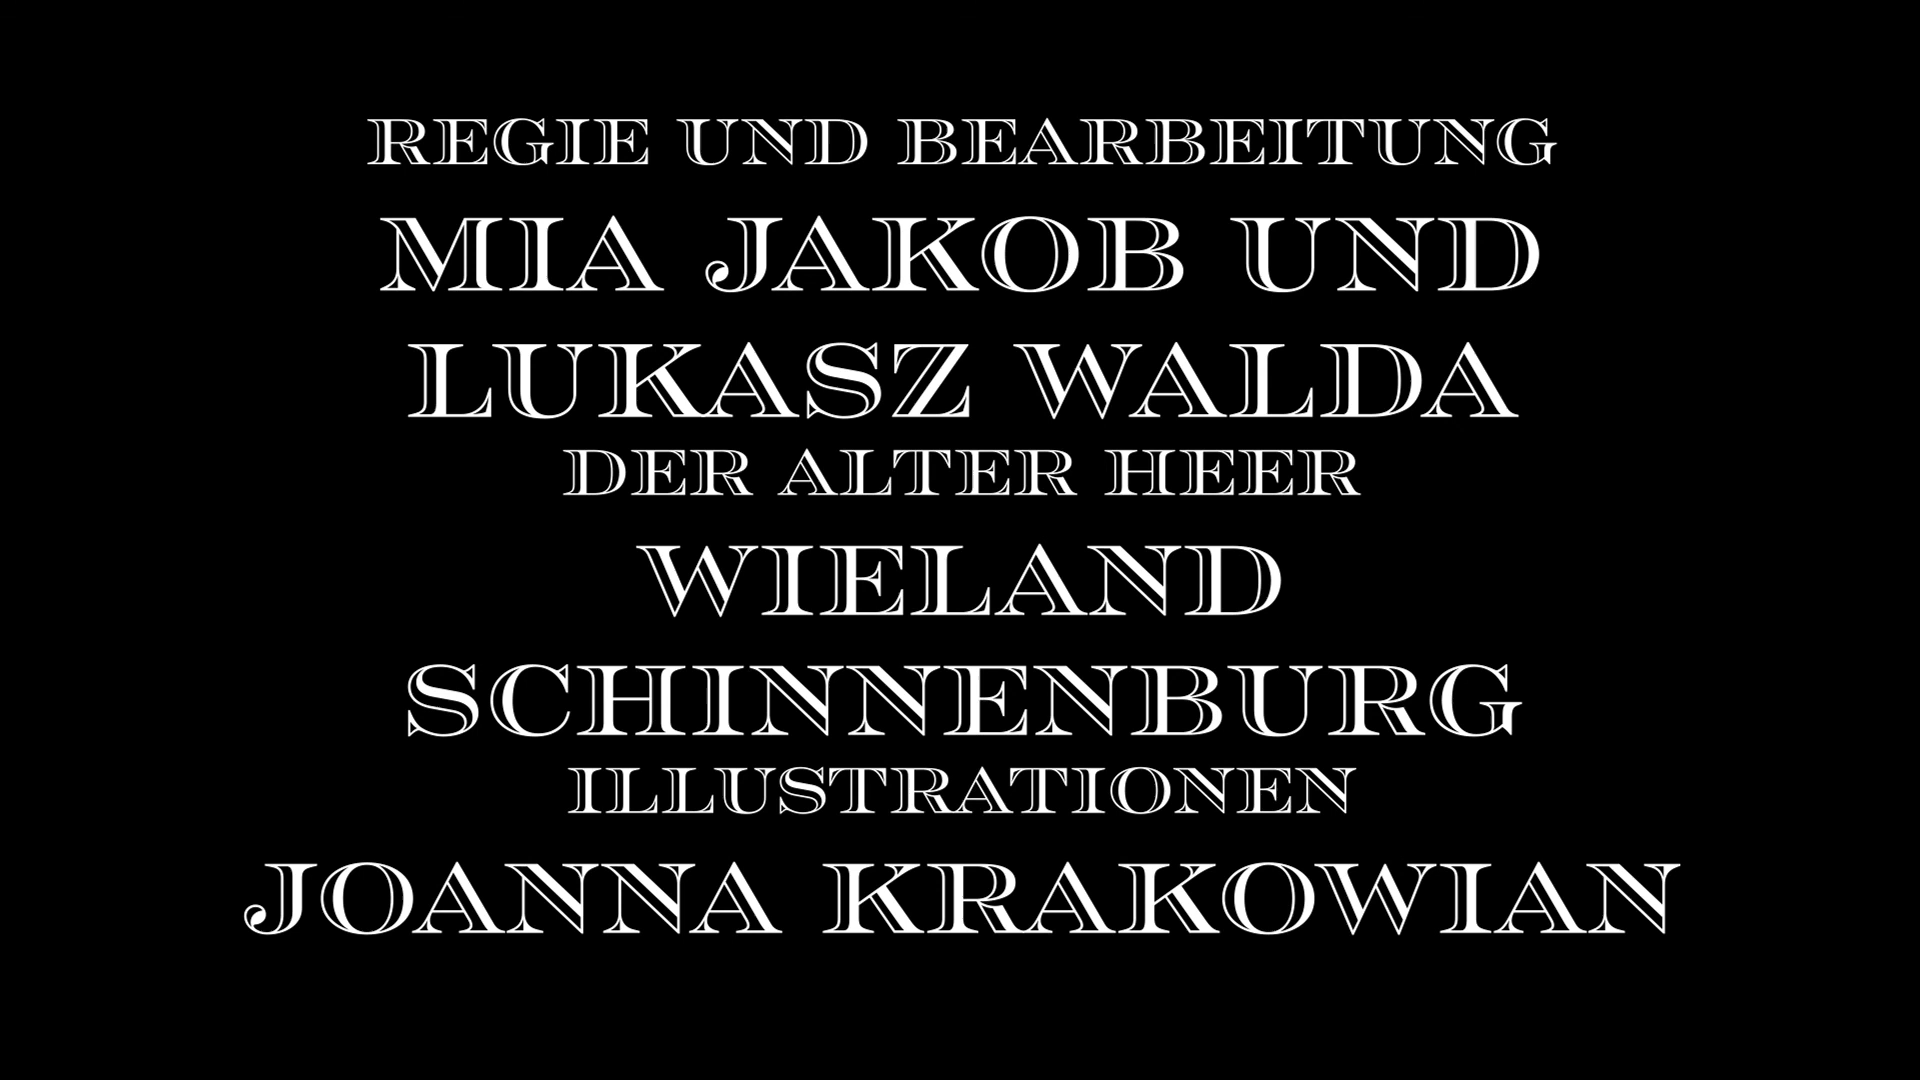 REGIE UND BEARBEITUNG
MIA JAKOB UND
LUKASZ WALDA
DER ALTER HEER
WIELAND
SCHINNENBURG
ILLUSTRATIONEN
JOANNA KRAKOWIAN